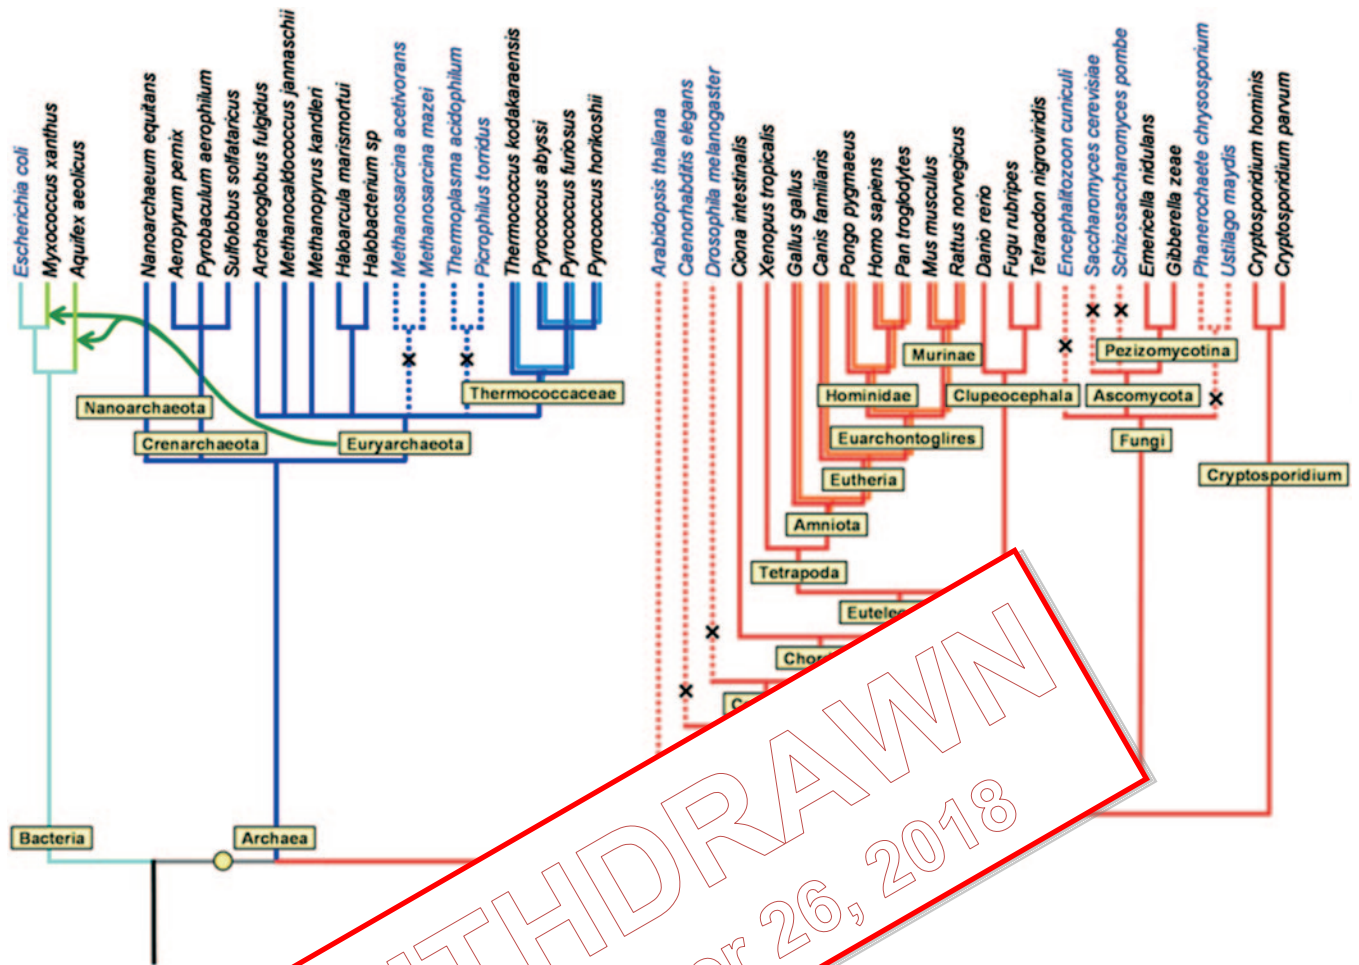 Escherichia coli
Myxococcus xanthus
Aquifex aeolicus
Nanoarchaeum equitans
Aeropyrum pernix
Pyrobaculum aerophilum
Sulfolobus solfataricus
Archaeoglobus fulgidus
Methanocaldococcus jannaschii
Methanopyrus kandleri
Haloarcula marismortui
Halobacterium sp
Methanosarcina acetivorans
Methanosarcina mazei
Thermoplasma acidophilum
Picrophilus torridus
Thermococcus kodakaraensis
Pyrococcus abyssi
Pyrococcus furiosus
Pyrococcus horikoshii
Arabidopsis thaliana
Caenorhabditis elegans
Drosophila melanogaster
Ciona intestinalis
Xenopus tropicalis
Gallus gallus
Canis familiaris
Pongo pygmaeus
Homo sapiens
Pan troglodytes
Mus musculus
Rattus norvegicus
Danio rerio
Fugu rubripes
Tetraodon nigroviridis
Encephalitozoon cuniculi
Saccharomyces cerevisiae
Schizosaccharomyces pombe
Emericella nidulans
Gibberella zeae
Phanerochaete chrysosporium
Ustilago maydis
Cryptosporidium hominis
Cryptosporidium parvum
Murinae
Pezizomycotina
Thermococcaceae
Hominidae
Clupeocephala
Ascomycota
Nanoarchaeota
Crenarchaeota
Euryarchaeota
Euarchontoglires
Fungi
Eutheria
Cryptosporidium
Amniota
Tetrapoda
Eutele
Chor
C
Bacteria
Archaea
THDRAWN
er 26, 2018